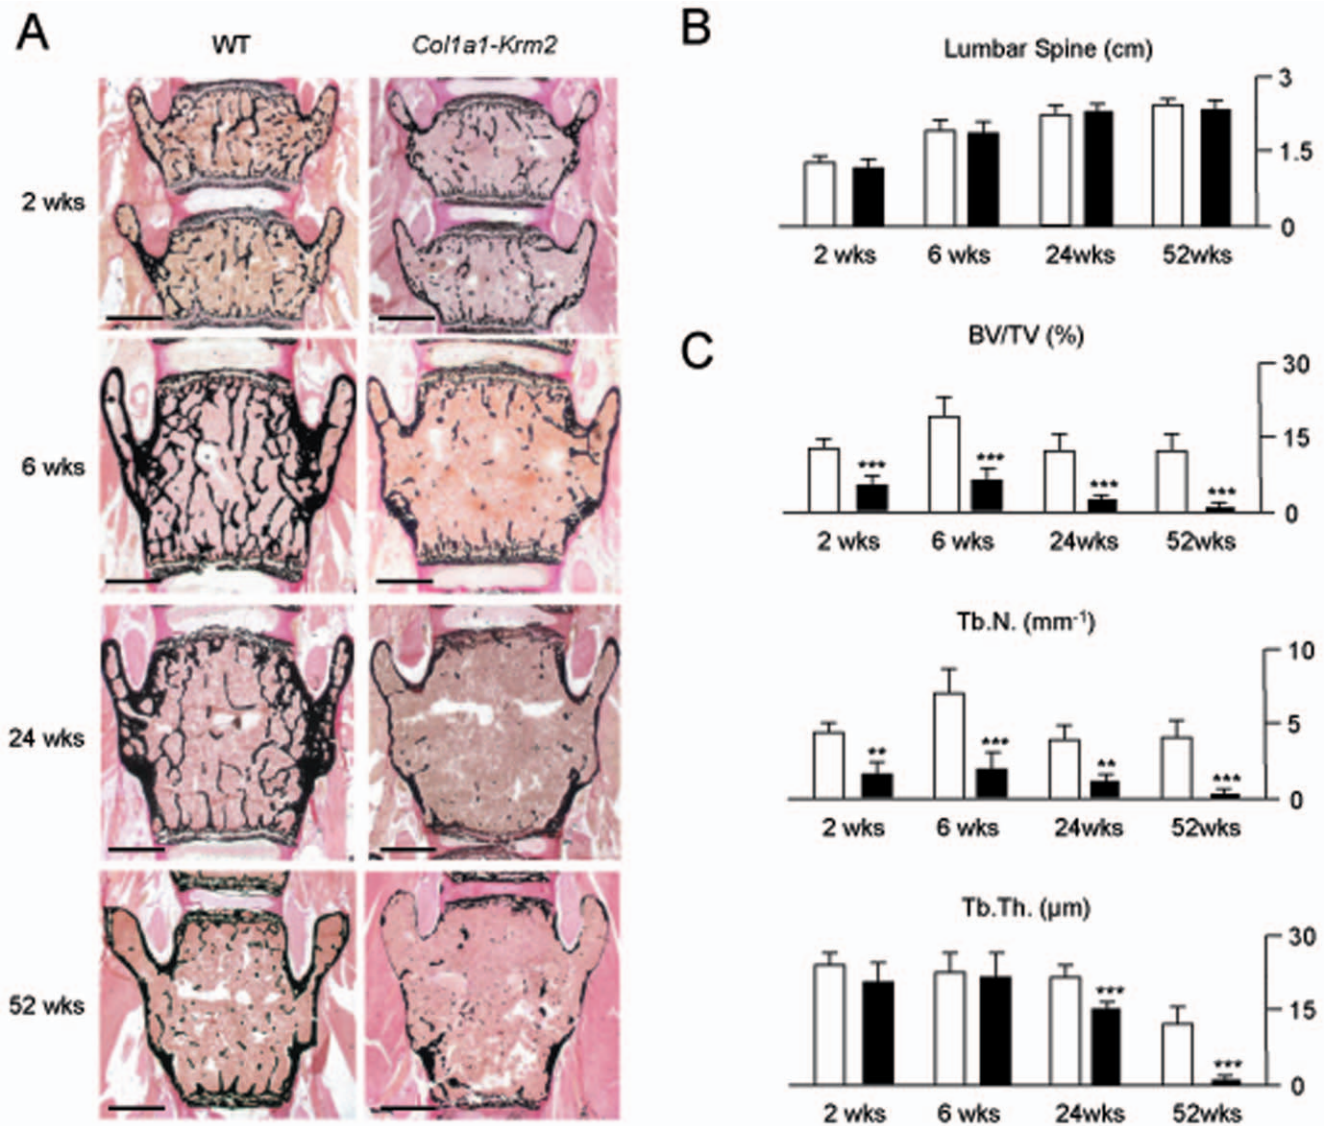 A
WT
Col1a1-Krm2
2 wks
6 wks
24 wks
52 wks
B
Lumbar Spine (cm)
3
1.5
0
2 wks
6 wks
24wks
52wks
C
BV/TV (%)
30
15
0
***
***
***
***
2 wks
6 wks
24wks
52wks
Tb.N. (mm-1)
10
5
0
**
***
**
***
2 wks
6 wks
24wks
52wks
Tb.Th. (µm)
30
15
0
***
***
2 wks
6 wks
24wks
52wks